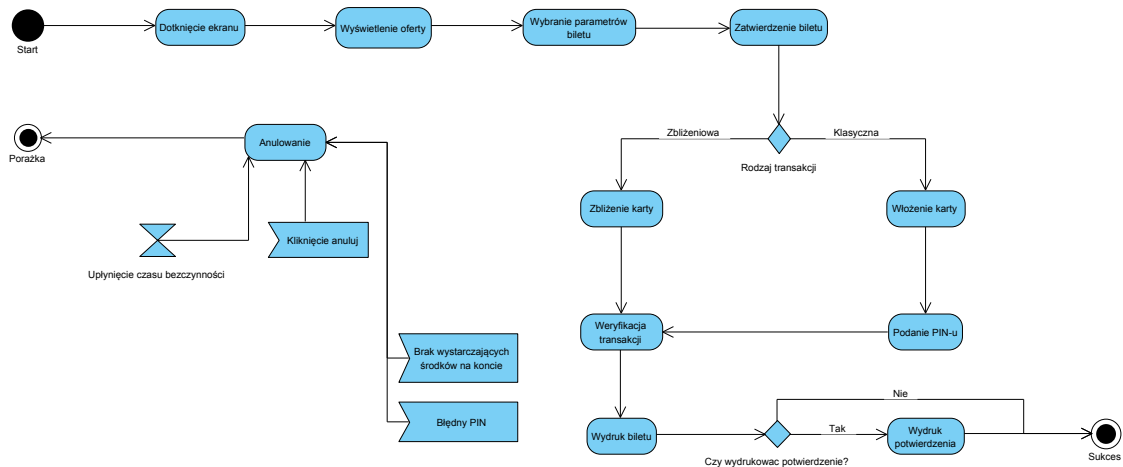 Start
Dotknięcie ekranu
Wyświetlenie oferty
Wybranie parametrów
biletu
Zatwierdzenie biletu
Zbliżeniowa
Klasyczna
Rodzaj transakcji
Porażka
Anulowanie
Zbliżenie karty
Włożenie karty
Kliknięcie anuluj
Upłynięcie czasu bezczynności
Weryfikacja
transakcji
Podanie PIN-u
Brak wystarczających
środków na koncie
Błędny PIN
Wydruk biletu
Nie
Tak
Wydruk
potwierdzenia
Czy wydrukowac potwierdzenie?
Sukces